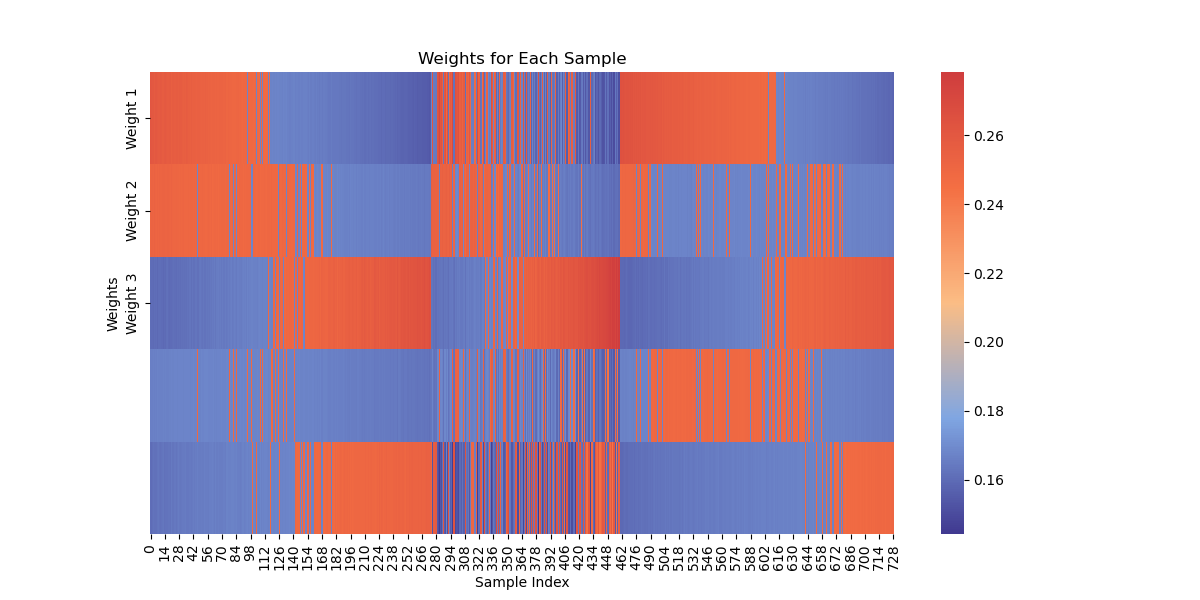 Weights for Each Sample
Weights
Weight 1
Weight 2
Weight 3
0.26
0.24
0.22
0.20
0.18
0.16
0 14 28 42 56 70 84 98 112 126 140 154 168 182 196 210 224 238 252 266 280 294 308 322 336 350 364 378 392 406 420 434 448 462 476 490 504 518 532 546 560 574 588 602 616 630 644 658 672 686 700 714 728
Sample Index